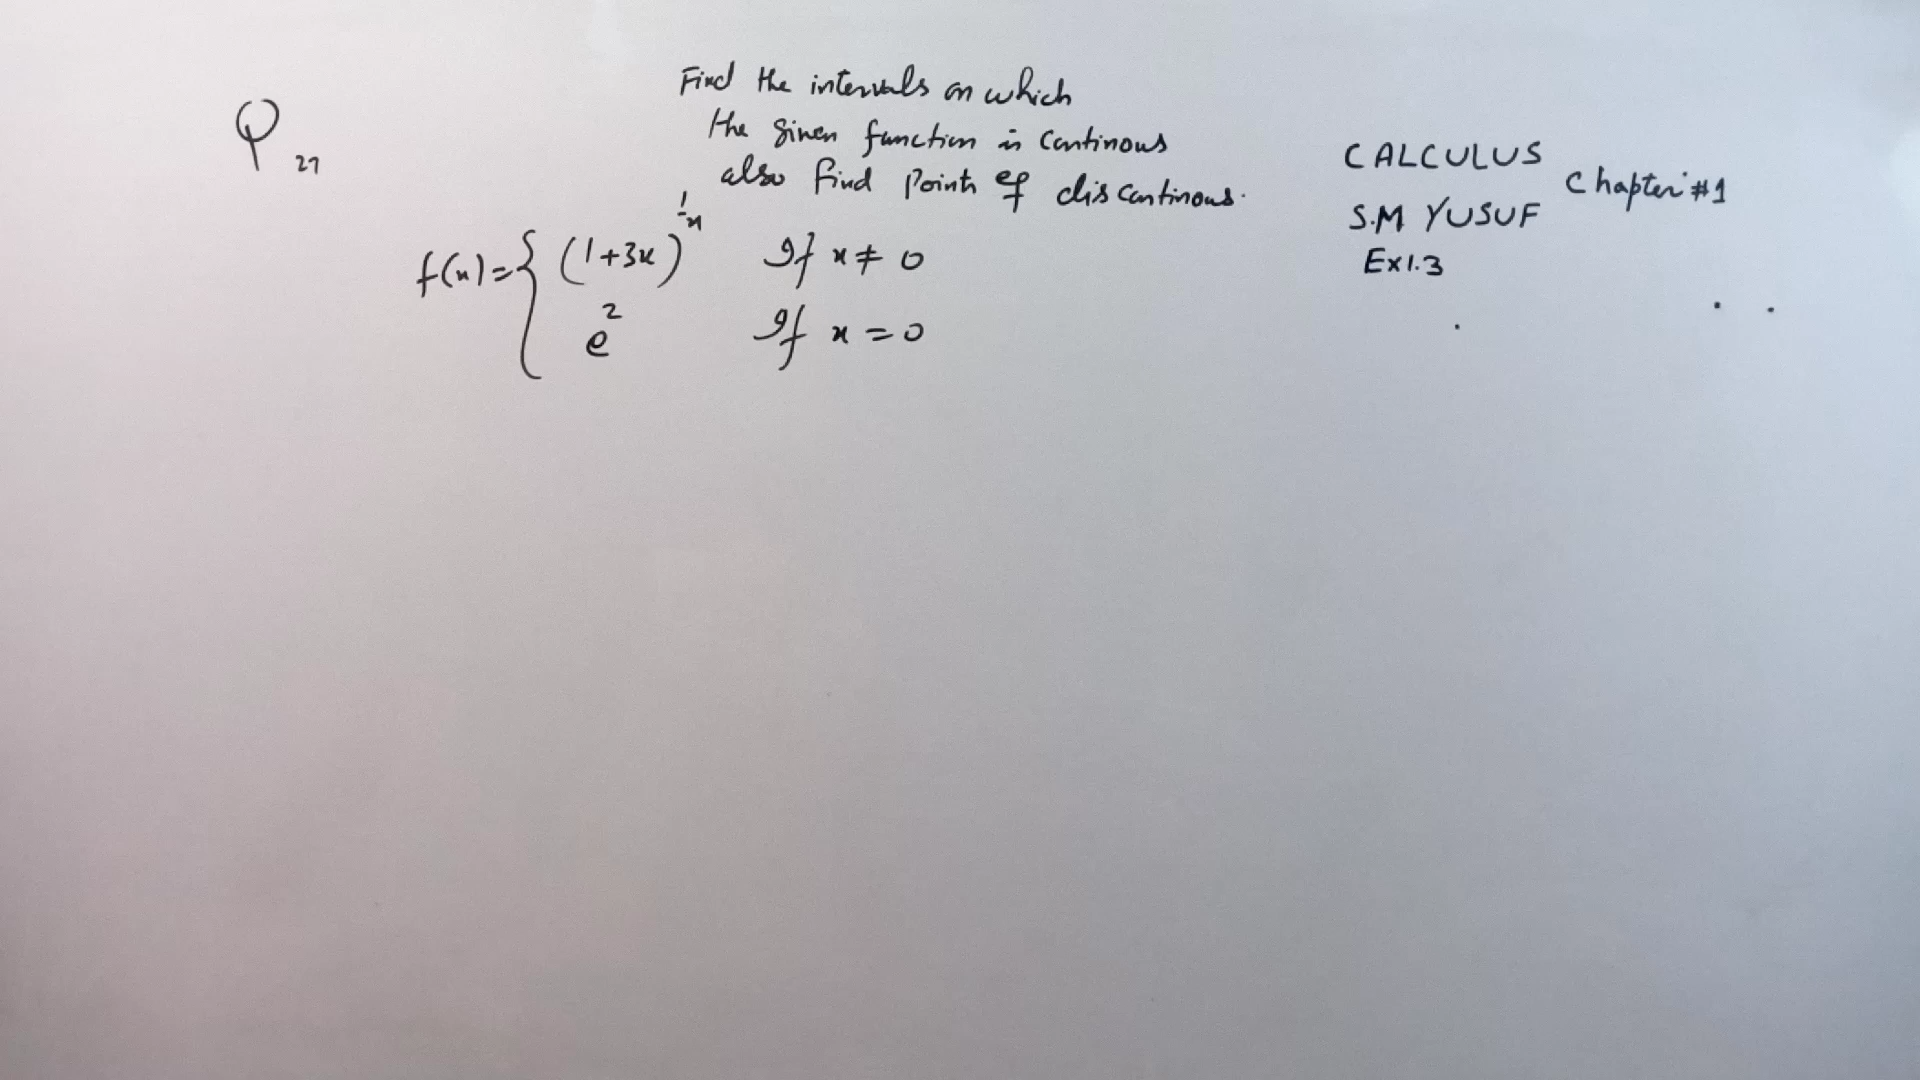 Q 27
Find the intervals on which
the given function is Continous
also find Points of discontinous.
f(x) = { (1+3x)^1/x If x ≠ 0
e^2 If x = 0
CALCULUS
Chapter #1
S.M YUSUF
Ex1.3